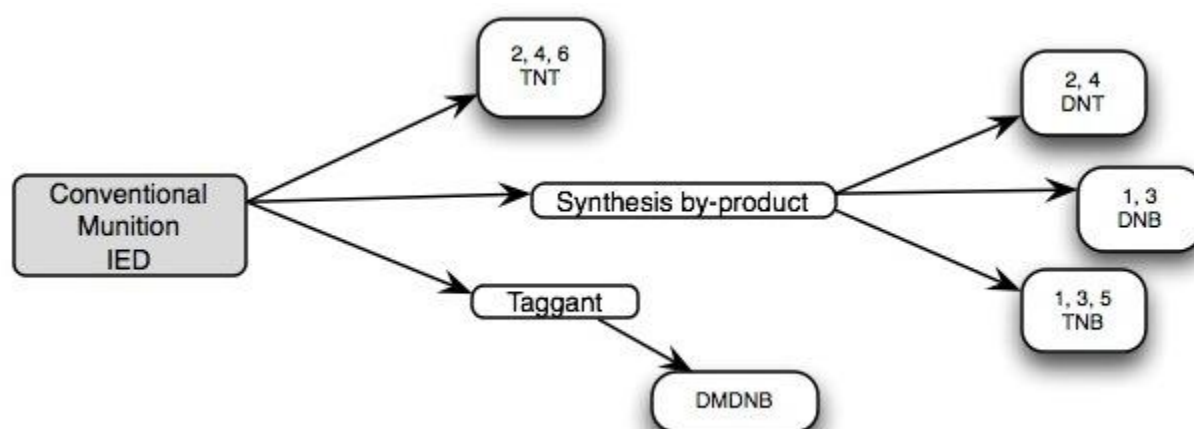 Conventional
Munition
IED
2, 4, 6
TNT
Synthesis by-product
Taggant
DMDNB
2, 4
DNT
1, 3
DNB
1, 3, 5
TNB